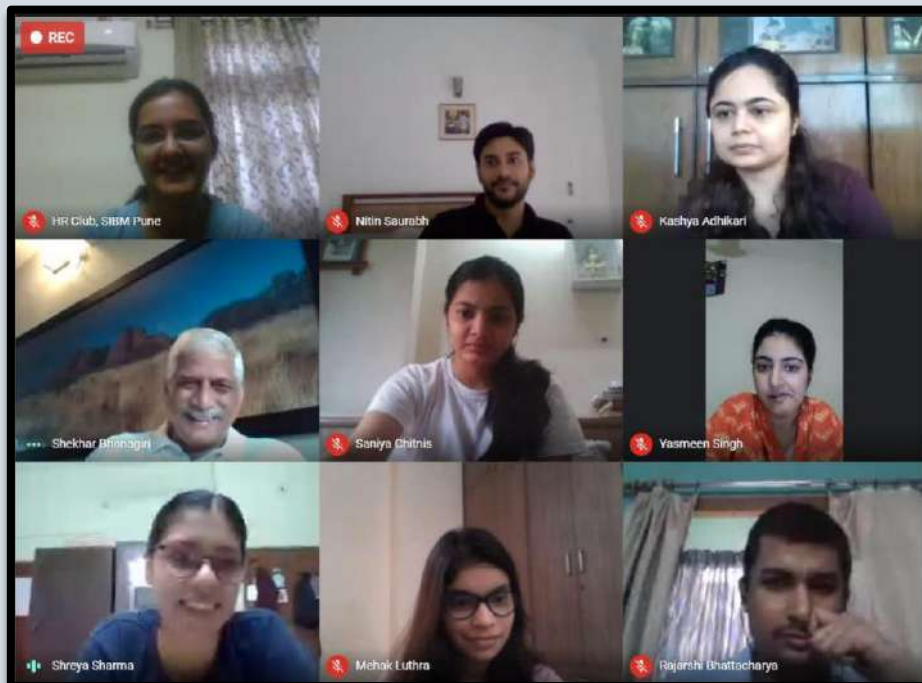 REC
HR Club, SIBM Pune
Nitin Saurabh
Kashya Adhikari
Shekhar Bhonagiri
Saniya Chitnis
Yasmeen Singh
Shreya Sharma
Mehak Luthra
Rajarshi Bhattacharya